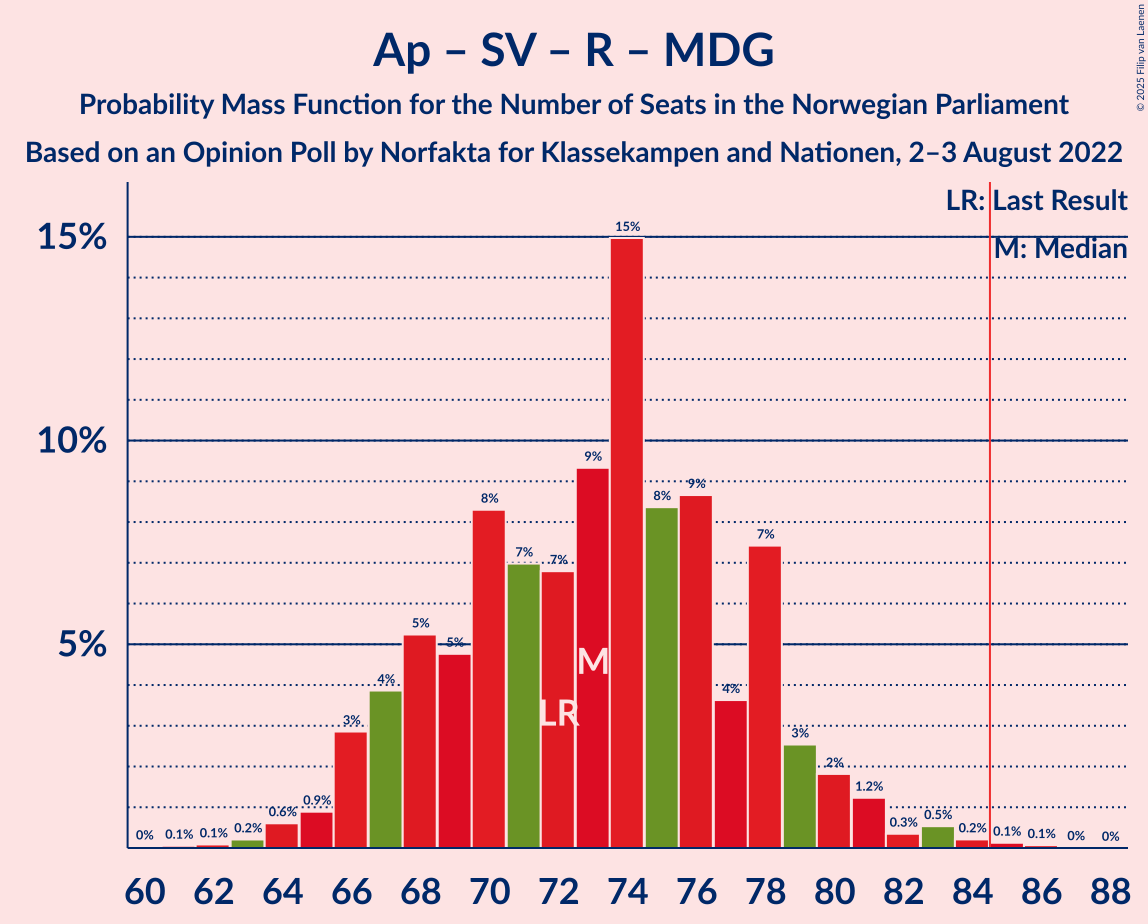 Ap – SV – R – MDG
Probability Mass Function for the Number of Seats in the Norwegian Parliament
Based on an Opinion Poll by Norfakta for Klassekampen and Nationen, 2–3 August 2022
© 2025 Filip van Laenen
LR: Last Result
M: Median
15%
10%
5%
0% 0.1% 0.1% 0.2% 0.6% 0.9% 3% 4% 5% 5% 8% 7% 7% 9% 15% 8% 9% 4% 7% 3% 2% 1.2% 0.3% 0.5% 0.2% 0.1% 0.1% 0% 0%
M
LR
60 62 64 66 68 70 72 74 76 78 80 82 84 86 88